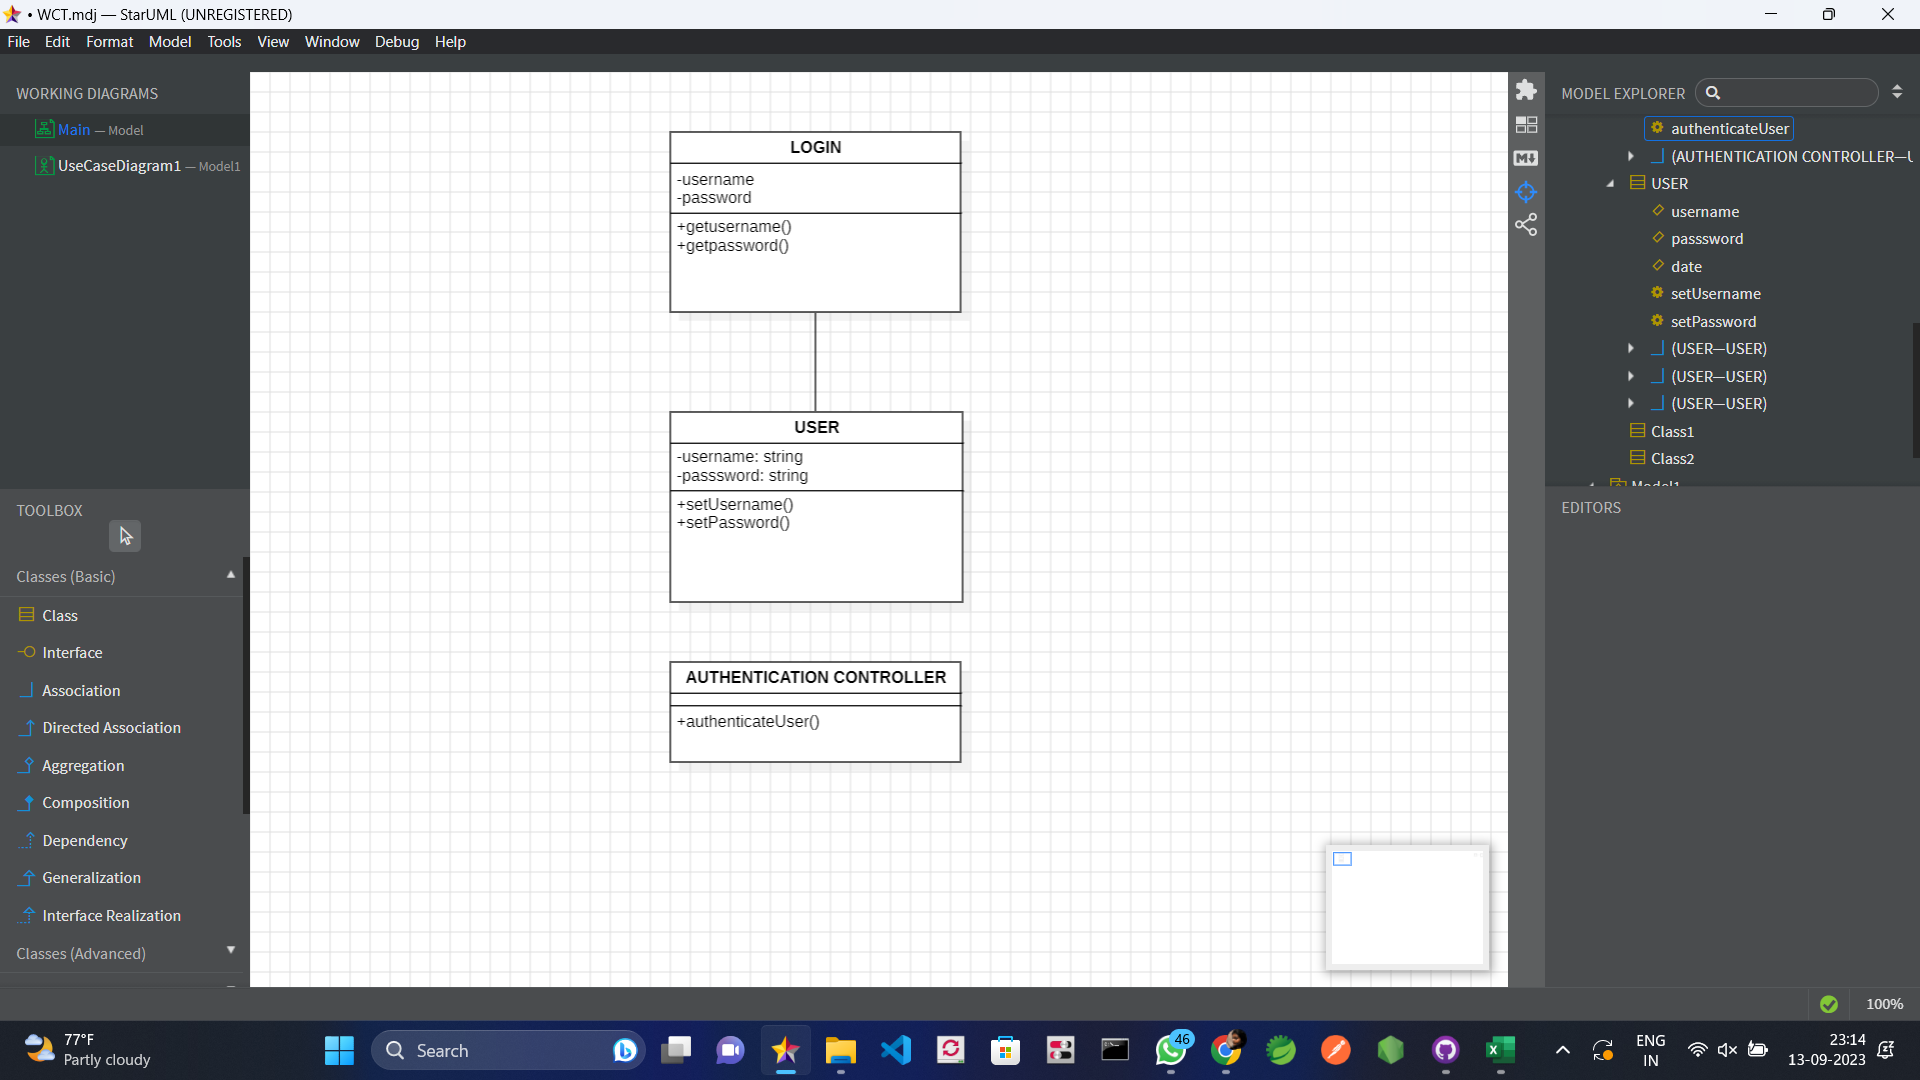 • WCT.mdj — StarUML (UNREGISTERED)
File Edit Format Model Tools View Window Debug Help
WORKING DIAGRAMS
Main — Model
UseCaseDiagram1 — Model1
TOOLBOX
Classes (Basic)
Class
Interface
Association
Directed Association
Aggregation
Composition
Dependency
Generalization
Interface Realization
Classes (Advanced)
LOGIN
-username
-password
+getusername()
+getpassword()
USER
-username: string
-passsword: string
+setUsername()
+setPassword()
AUTHENTICATION CONTROLLER
+authenticateUser()
MODEL EXPLORER
authenticateUser
(AUTHENTICATION CONTROLLER—U
USER
username
passsword
date
setUsername
setPassword
(USER—USER)
(USER—USER)
(USER—USER)
Class1
Class2
Model1
EDITORS
100%
77°F
Partly cloudy
Search
46
ENG
IN
23:14
13-09-2023